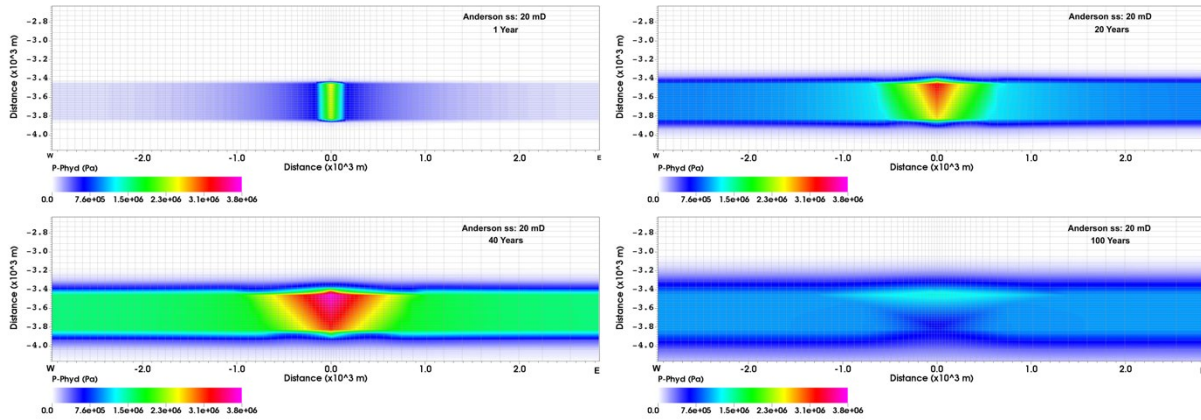 Anderson ss: 20 mD
1 Year
Distance (x10^3 m)
-2.8
-3.0
-3.2
-3.4
-3.6
-3.8
-4.0
W
-2.0
-1.0
0.0
1.0
2.0
E
Distance (x10^3 m)
P-Phyd (Pa)
0.0 7.6e+05 1.5e+06 2.3e+06 3.1e+06 3.8e+06
Anderson ss: 20 mD
20 Years
Distance (x10^3 m)
-2.8
-3.0
-3.2
-3.4
-3.6
-3.8
-4.0
W
-2.0
-1.0
0.0
1.0
2.0
E
Distance (x10^3 m)
P-Phyd (Pa)
0.0 7.6e+05 1.5e+06 2.3e+06 3.1e+06 3.8e+06
Anderson ss: 20 mD
40 Years
Distance (x10^3 m)
-2.8
-3.0
-3.2
-3.4
-3.6
-3.8
-4.0
W
-2.0
-1.0
0.0
1.0
2.0
E
Distance (x10^3 m)
P-Phyd (Pa)
0.0 7.6e+05 1.5e+06 2.3e+06 3.1e+06 3.8e+06
Anderson ss: 20 mD
100 Years
Distance (x10^3 m)
-2.8
-3.0
-3.2
-3.4
-3.6
-3.8
-4.0
W
-2.0
-1.0
0.0
1.0
2.0
E
Distance (x10^3 m)
P-Phyd (Pa)
0.0 7.6e+05 1.5e+06 2.3e+06 3.1e+06 3.8e+06